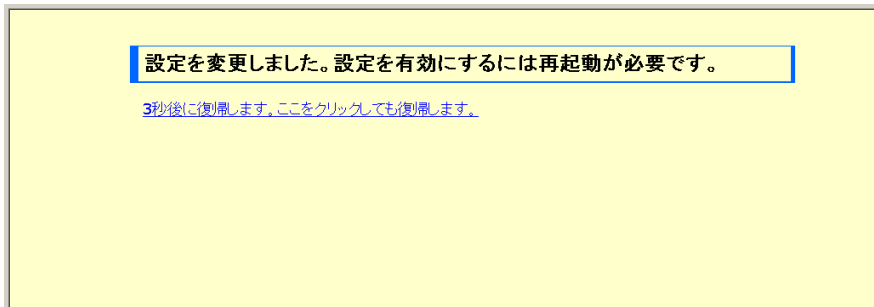 設定を変更しました。設定を有効にするには再起動が必要です。
3秒後に復帰します。ここをクリックしても復帰します。